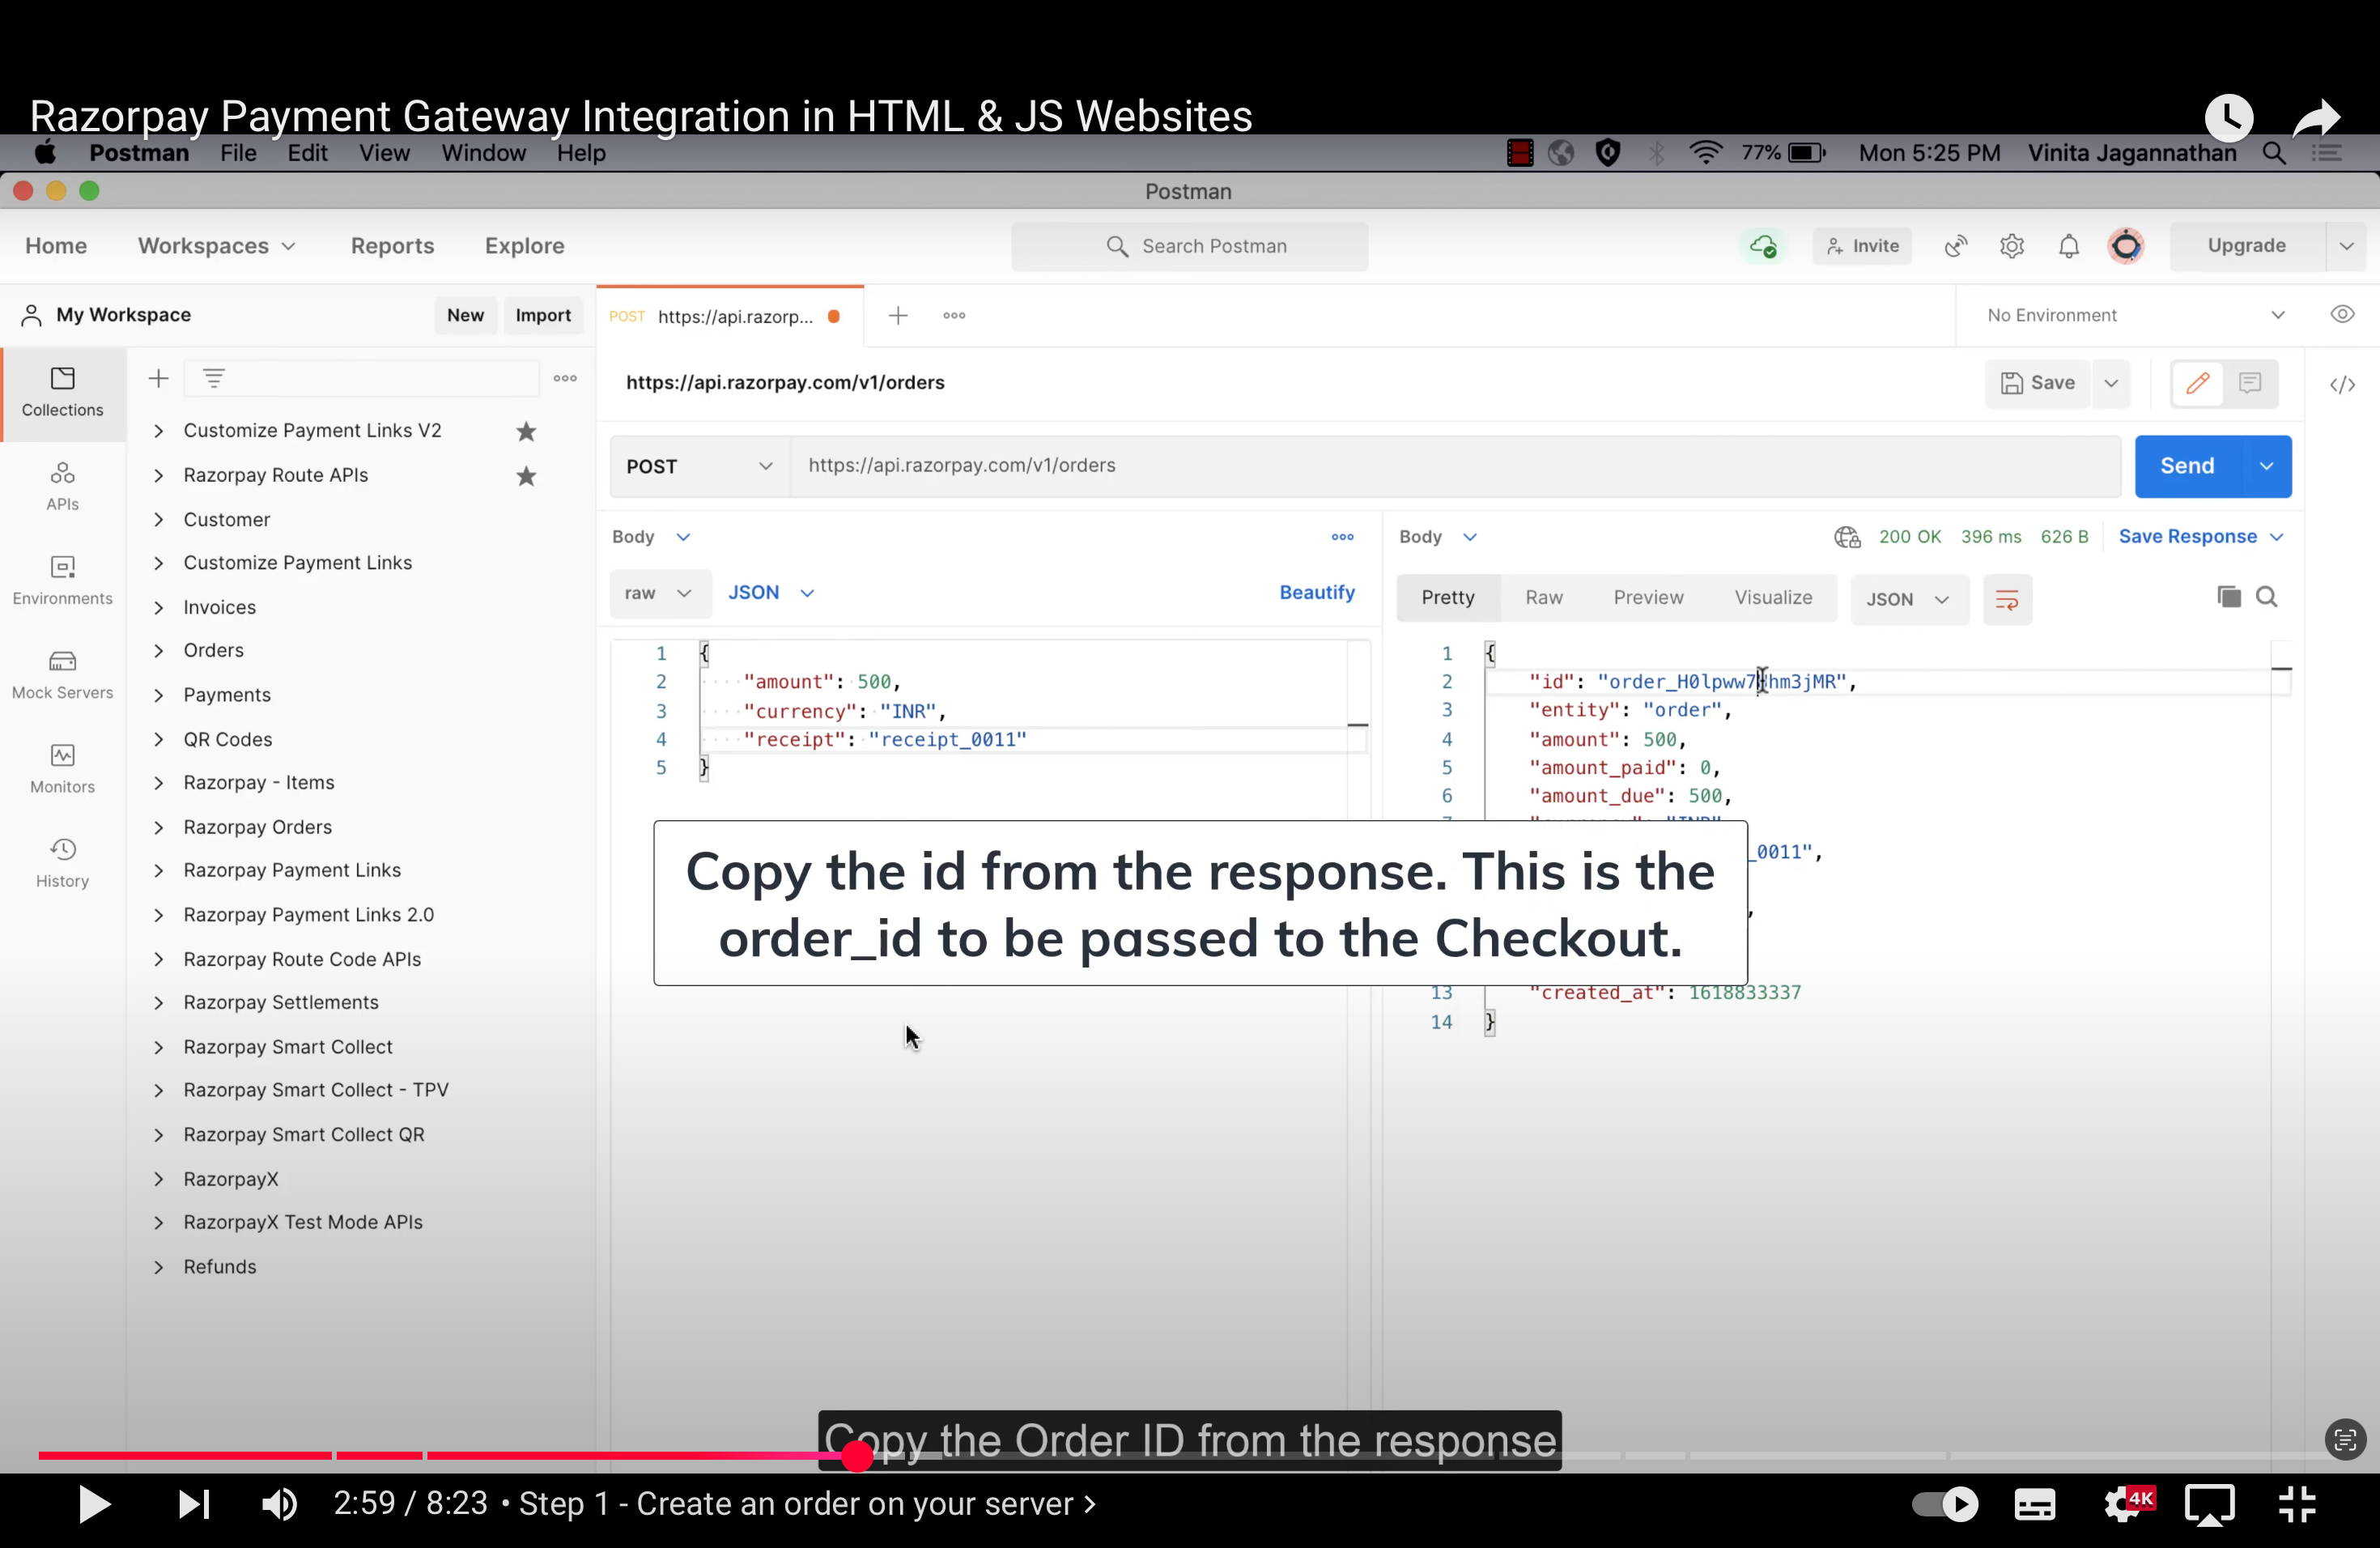 Razorpay Payment Gateway Integration in HTML & JS Websites
Postman File Edit View Window Help
77% Mon 5:25 PM Vinita Jagannathan
Postman
Home Workspaces Reports Explore
Search Postman
Invite
Upgrade
My Workspace
New Import
POST https://api.razorp...
No Environment
Collections
APIs
Environments
Mock Servers
Monitors
History
Customize Payment Links V2
Razorpay Route APIs
Customer
Customize Payment Links
Invoices
Orders
Payments
QR Codes
Razorpay - Items
Razorpay Orders
Razorpay Payment Links
Razorpay Payment Links 2.0
Razorpay Route Code APIs
Razorpay Settlements
Razorpay Smart Collect
Razorpay Smart Collect - TPV
Razorpay Smart Collect QR
RazorpayX
RazorpayX Test Mode APIs
Refunds
https://api.razorpay.com/v1/orders
Save
POST https://api.razorpay.com/v1/orders
Send
Body
raw JSON Beautify
1 {
2 "amount": 500,
3 "currency": "INR",
4 "receipt": "receipt_0011"
5 }
Body 200 OK 396 ms 626 B Save Response
Pretty Raw Preview Visualize JSON
1 {
2 "id":
3 "entity": "order",
4 "amount": 500,
5 "amount_paid": 0,
6 "amount_due": 500,
_0011",
,
13 "created_at": 1618833337
14 }
Copy the id from the response. This is the
order_id to be passed to the Checkout.
Copy the Order ID from the response
2:59 / 8:23 • Step 1 - Create an order on your server >
4K